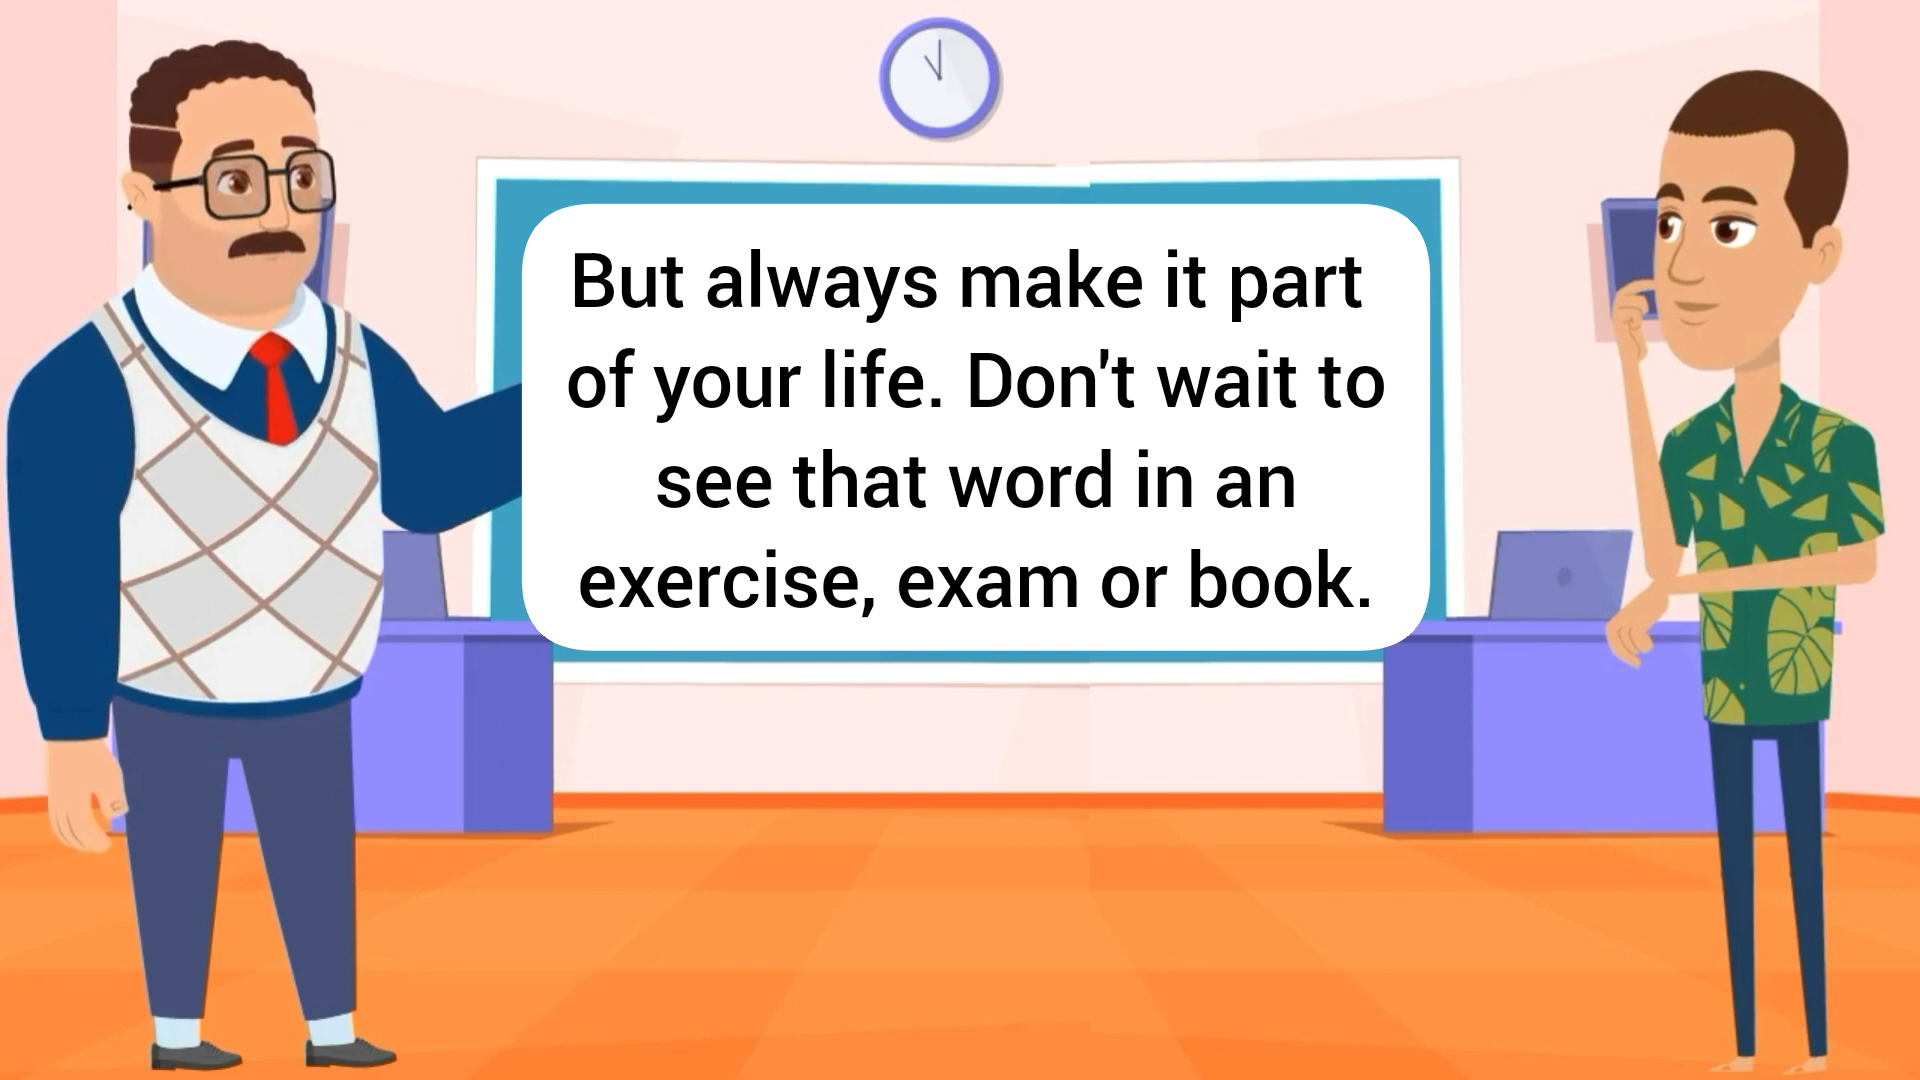 But always make it part
of your life. Don't wait to
see that word in an
exercise, exam or book.